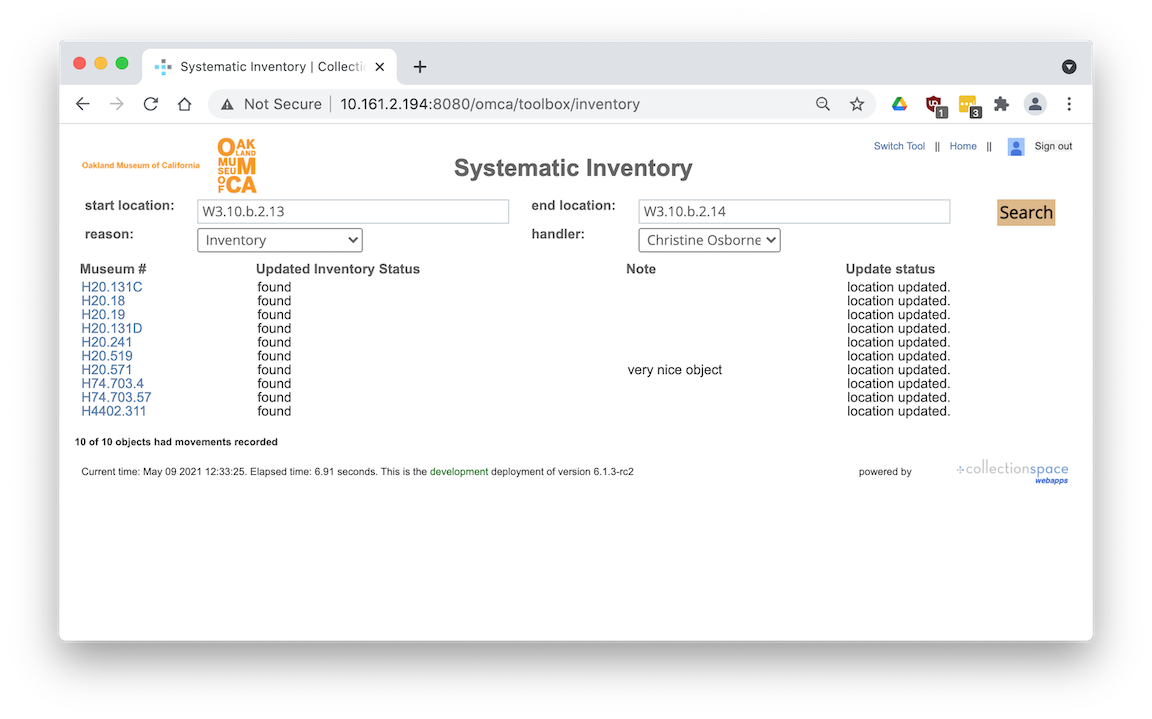 Systematic Inventory | Collecti
Not Secure | 10.161.2.194:8080/omca/toolbox/inventory
1
3
Oakland Museum of California
OAK
LAND
MU M
SEU
O CA
F
Systematic Inventory
Switch Tool || Home || Sign out
start location: W3.10.b.2.13 end location: W3.10.b.2.14 Search
reason: Inventory handler: Christine Osborne
Museum # Updated Inventory Status Note Update status
H20.131C found location updated.
H20.18 found location updated.
H20.19 found location updated.
H20.131D found location updated.
H20.241 found location updated.
H20.519 found location updated.
H20.571 found very nice object location updated.
H74.703.4 found location updated.
H74.703.57 found location updated.
H4402.311 found location updated.
10 of 10 objects had movements recorded
Current time: May 09 2021 12:33:25. Elapsed time: 6.91 seconds. This is the development deployment of version 6.1.3-rc2 powered by collectionspace
webapps